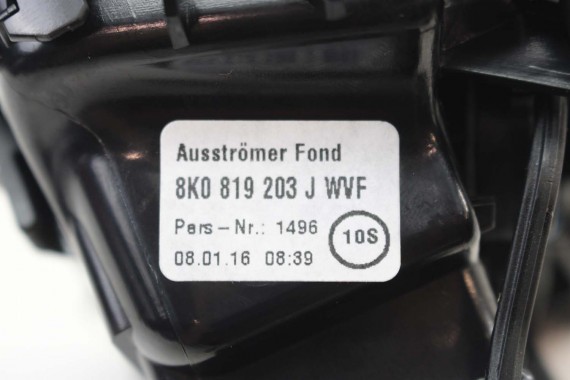 Ausströmer Fond
8K0 819 203 J WVF
Pers-Nr.: 1496
10S
08.01.16 08:39